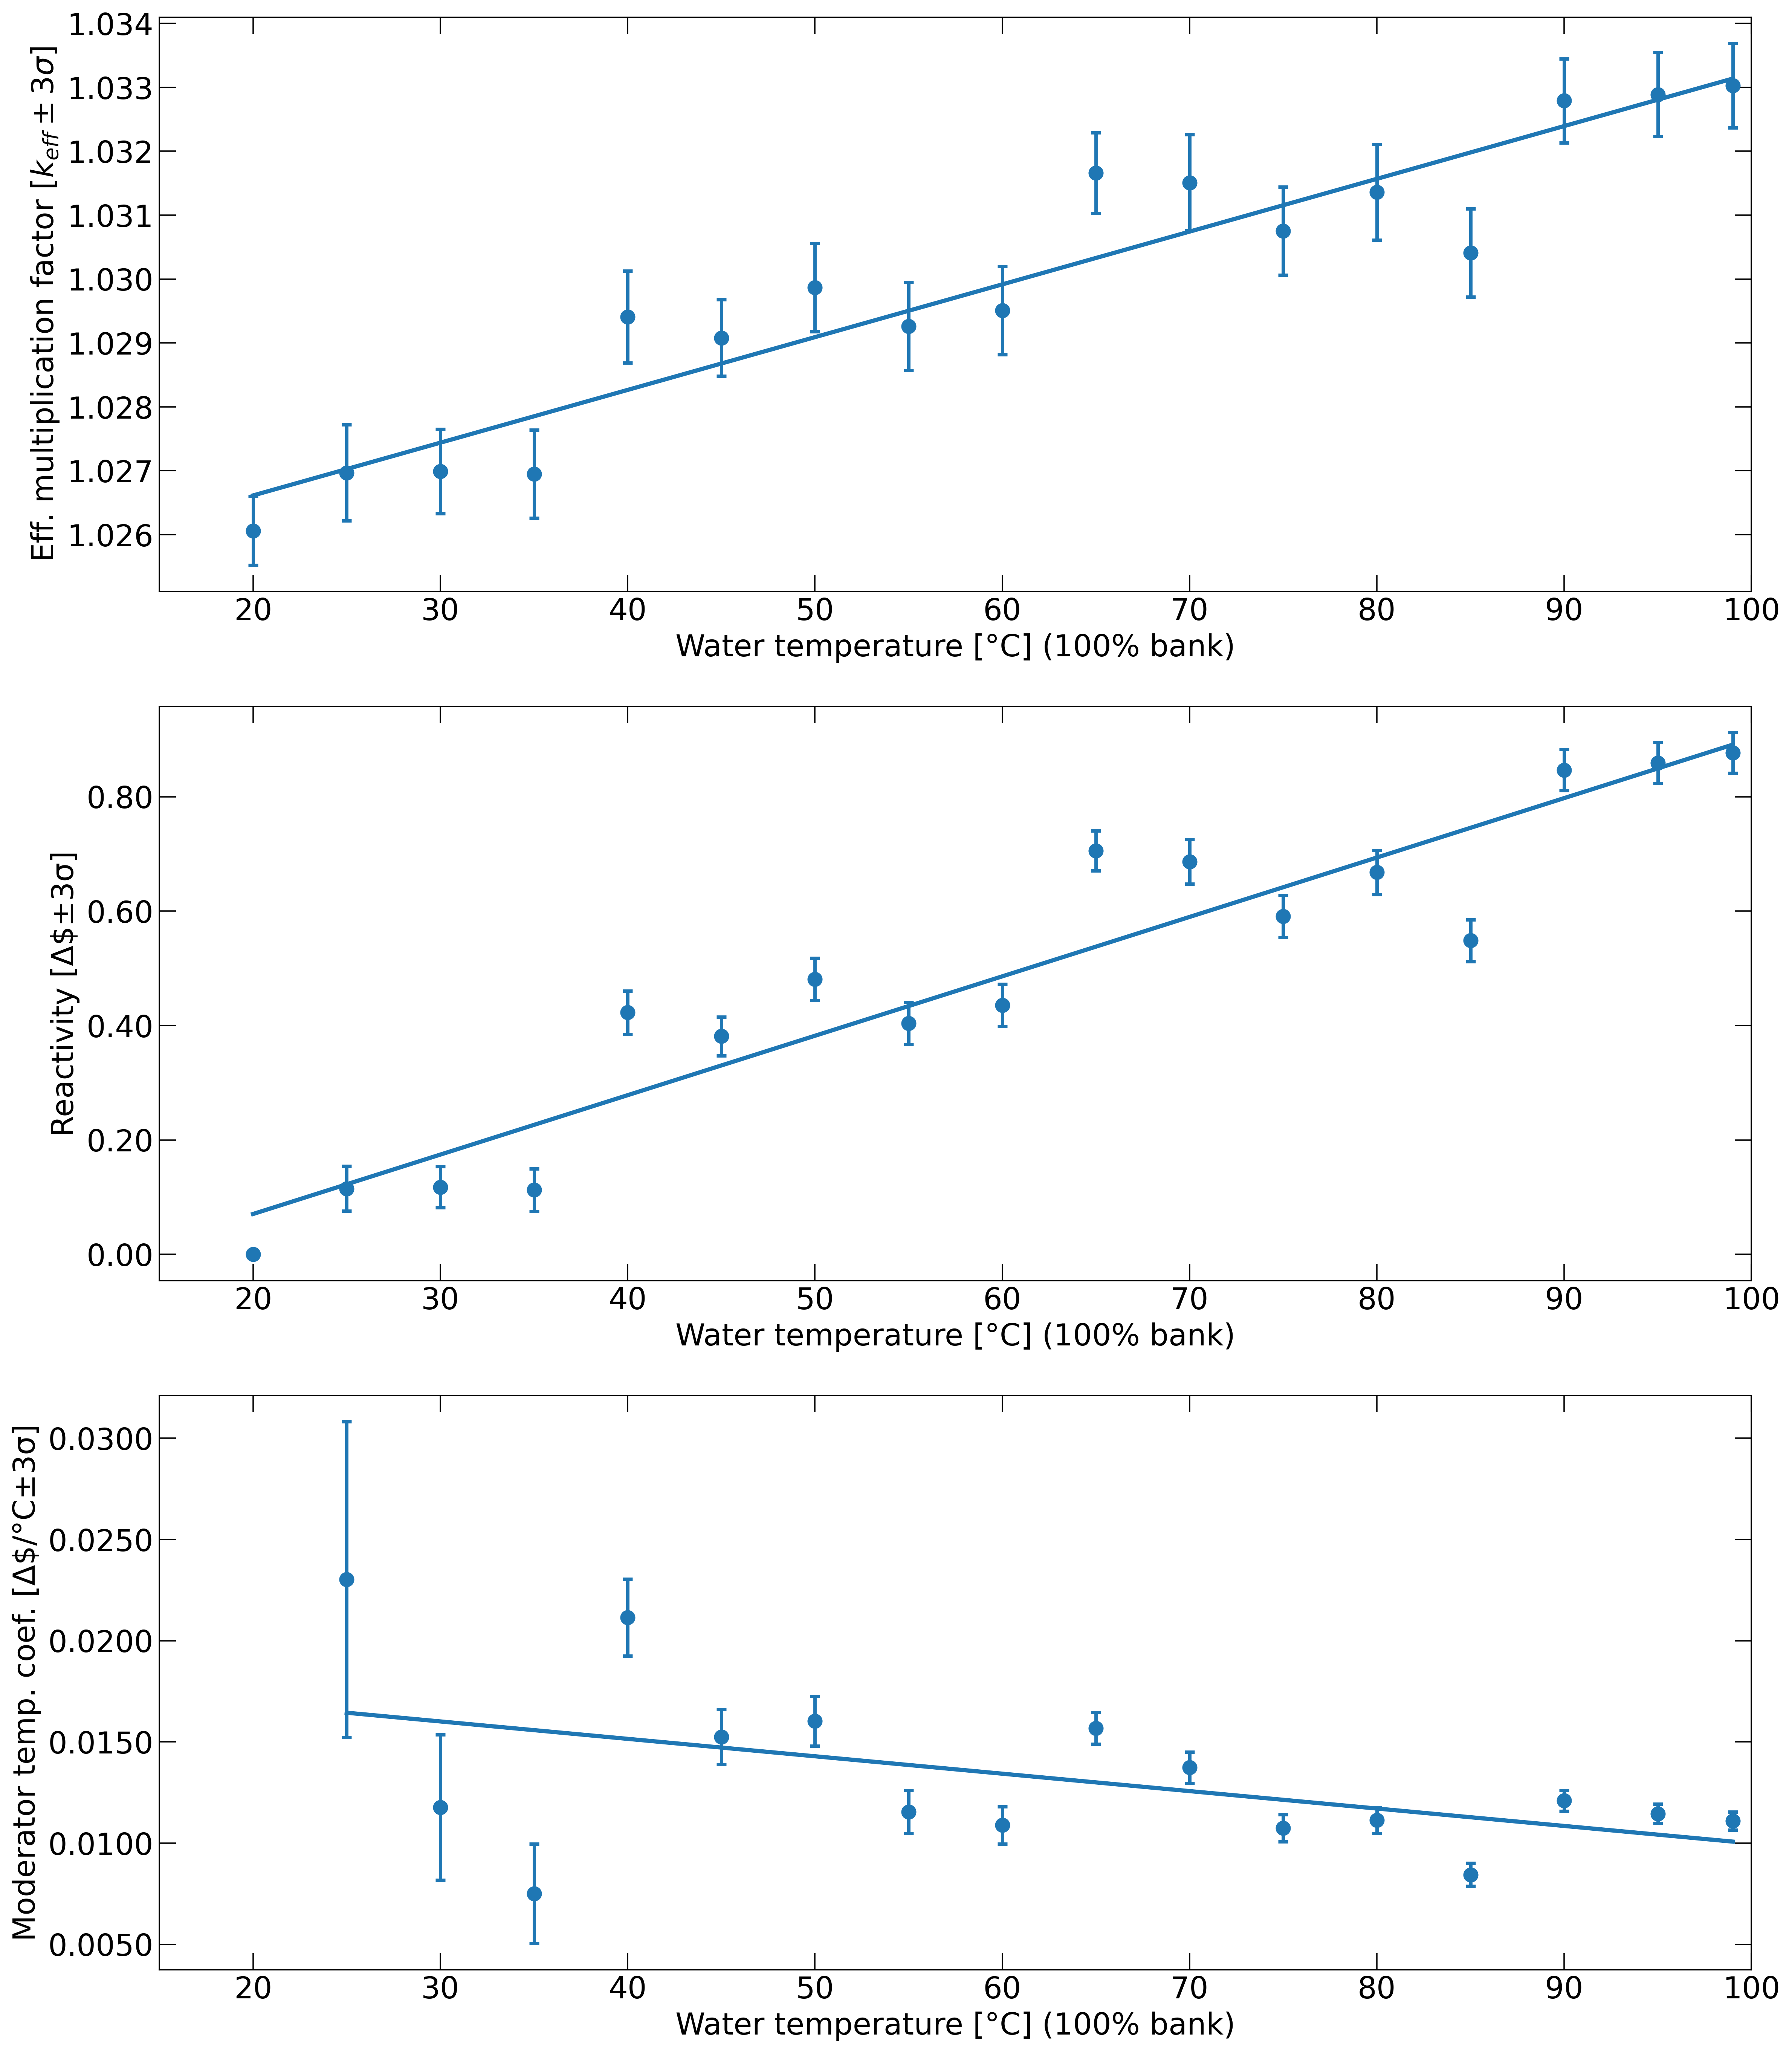 Eff. multiplication factor [k_eff ± 3σ]
1.034
1.033
1.032
1.031
1.030
1.029
1.028
1.027
1.026
20 30 40 50 60 70 80 90 100
Water temperature [°C] (100% bank)
Reactivity [Δ$±3σ]
0.80
0.60
0.40
0.20
0.00
20 30 40 50 60 70 80 90 100
Water temperature [°C] (100% bank)
Moderator temp. coef. [Δ$/°C±3σ]
0.0300
0.0250
0.0200
0.0150
0.0100
0.0050
20 30 40 50 60 70 80 90 100
Water temperature [°C] (100% bank)